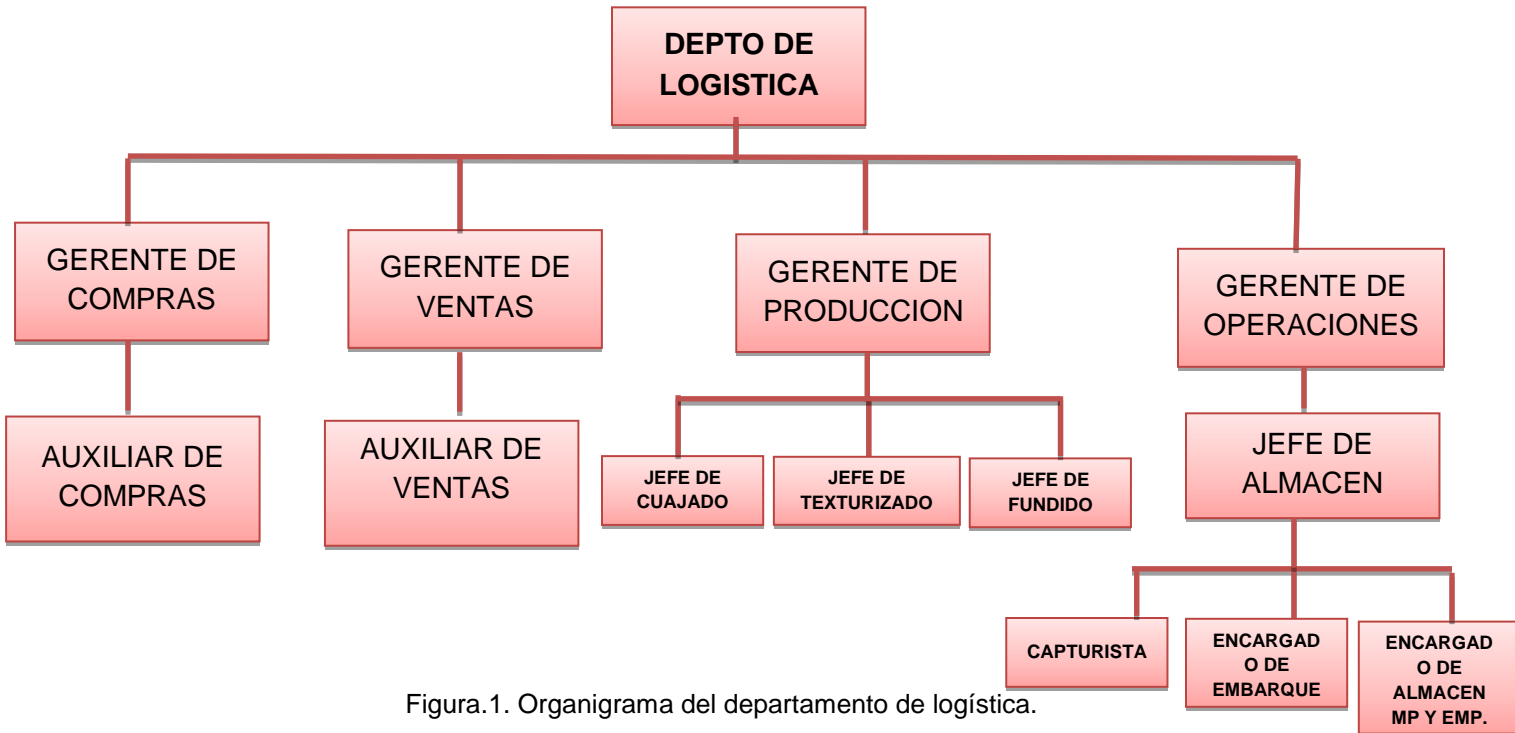 DEPTO DE
LOGISTICA
GERENTE DE
COMPRAS
GERENTE DE
VENTAS
GERENTE DE
PRODUCCION
GERENTE DE
OPERACIONES
AUXILIAR DE
COMPRAS
AUXILIAR DE
VENTAS
JEFE DE
CUAJADO
JEFE DE
TEXTURIZADO
JEFE DE
FUNDIDO
JEFE DE
ALMACEN
CAPTURISTA
ENCARGAD
O DE
EMBARQUE
ENCARGAD
O DE
ALMACEN
MP Y EMP.
Figura.1. Organigrama del departamento de logística.